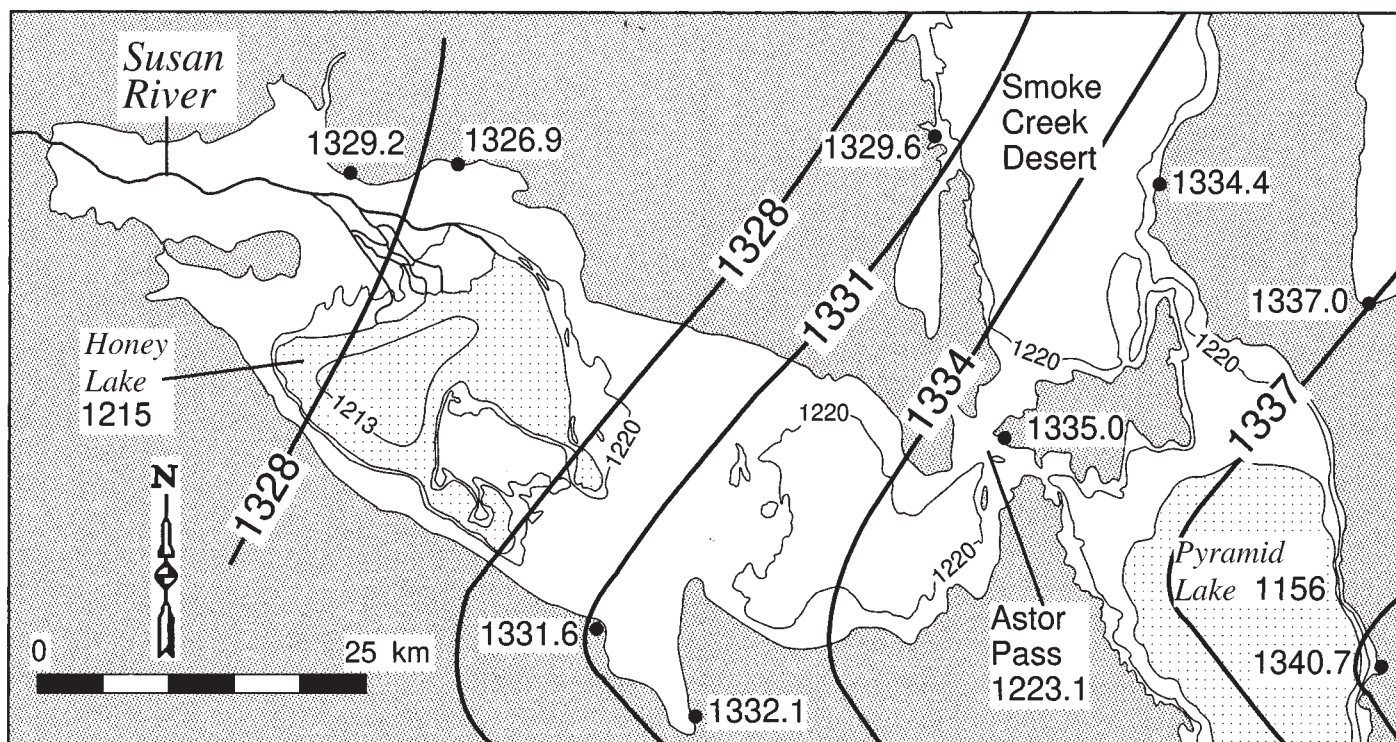 Susan
River
1329.2
1326.9
1329.6
Smoke
Creek
Desert
1334.4
1328
1331
1337.0
1220
1220
Honey
Lake
1215
1213
1334
1337
1220
1220
1335.0
N
1328
Pyramid
Lake 1156
1220
Astor
Pass
1223.1
0 25 km
1331.6
1332.1
1340.7